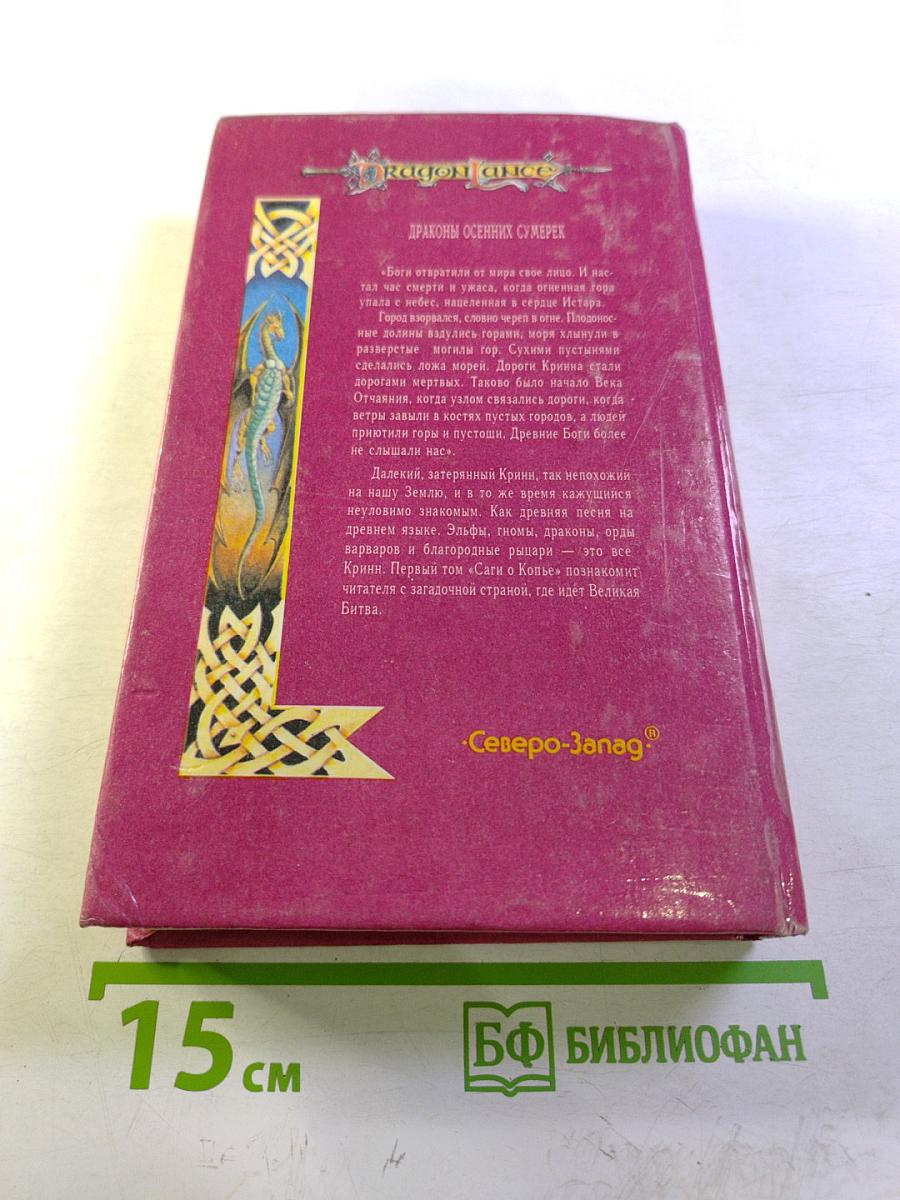 DragonLance
ДРАКОНЫ ОСЕННИХ СУМЕРЕК
«Боги отвратили от мира свое лицо. И нас-
тал час смерти и ужаса, когда огненная гора
упала с небес, нацеленная в сердце Истара.
Город взорвался, словно череп в огне. Плодонос-
ные долины вздулись горами, моря хлынули в
разверстые могилы гор. Сухими пустынями
сделались ложа морей. Дороги Кринна стали
дорогами мертвых. Таково было начало Века
Отчаяния, когда узлом связались дороги, когда
ветры завыли в костях пустых городов, а людей
приютили горы и пустоши. Древние Боги более
не слышали нас».
Далекий, затерянный Кринн, так непохожий
на нашу Землю, и в то же время кажущийся
неуловимо знакомым. Как древняя песня на
древнем языке. Эльфы, гномы, драконы, орды
варваров и благородные рыцари — это все
Кринн. Первый том «Саги о Копье» познакомит
читателя с загадочной страной, где идёт Великая
Битва.
·Северо-Запад·®
15 см
БФ БИБЛИОФАН